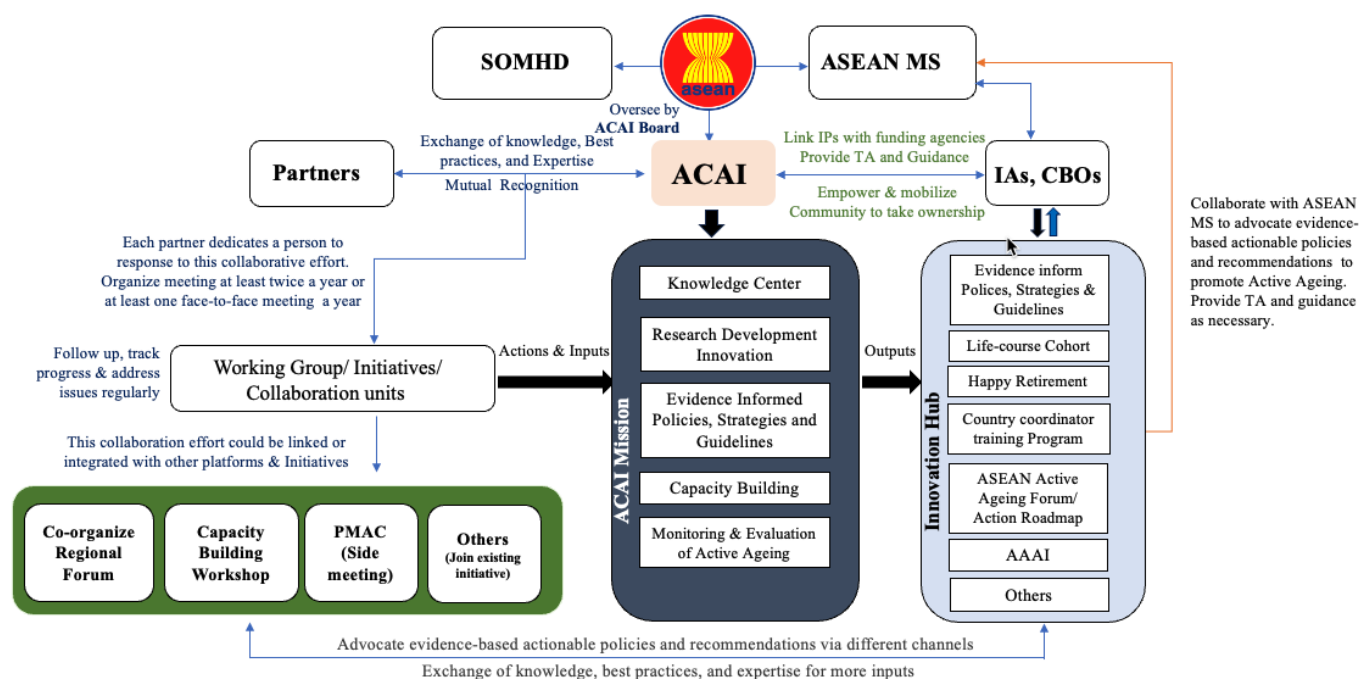 SOMHD
asean
ASEAN MS
Oversee by
ACAI Board
Exchange of knowledge, Best
practices, and Expertise
Mutual Recognition
Partners
ACAI
Link IPs with funding agencies
Provide TA and Guidance
Empower & mobilize
Community to take ownership
IAs, CBOs
Collaborate with ASEAN
MS to advocate evidence-
based actionable policies
and recommendations to
promote Active Ageing.
Provide TA and guidance
as necessary.
Each partner dedicates a person to
response to this collaborative effort.
Organize meeting at least twice a year or
at least one face-to-face meeting a year
Follow up, track
progress & address
issues regularly
Working Group/ Initiatives/
Collaboration units
Actions & Inputs
This collaboration effort could be linked or
integrated with other platforms & Initiatives
Co-organize
Regional
Forum
Capacity
Building
Workshop
PMAC
(Side
meeting)
Others
(Join existing
initiative)
ACAI Mission
Knowledge Center
Research Development
Innovation
Evidence Informed
Policies, Strategies and
Guidelines
Capacity Building
Monitoring & Evaluation
of Active Ageing
Outputs
Innovation Hub
Evidence inform
Polices, Strategies &
Guidelines
Life-course Cohort
Happy Retirement
Country coordinator
training Program
ASEAN Active
Ageing Forum/
Action Roadmap
AAAI
Others
Advocate evidence-based actionable policies and recommendations via different channels
Exchange of knowledge, best practices, and expertise for more inputs